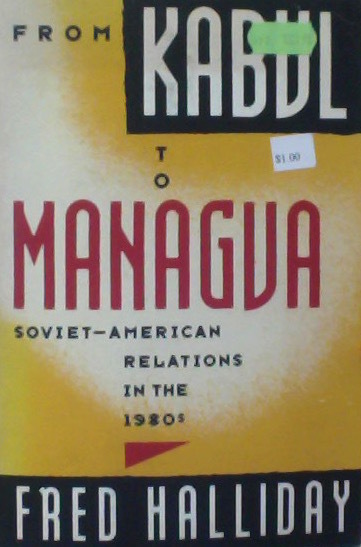 FROM KABUL
TO
$1.00
MANAGUA
SOVIET-AMERICAN
RELATIONS
IN THE
1980s
FRED HALLIDAY